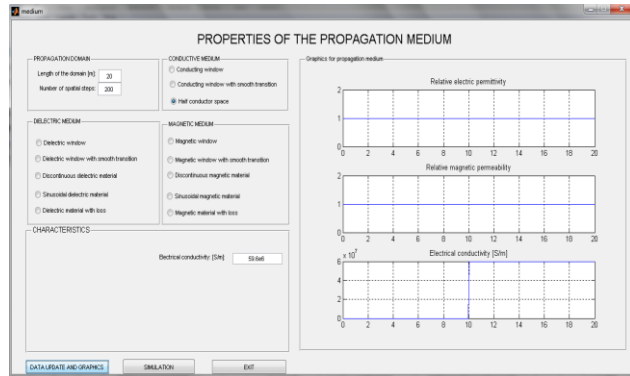 medium
PROPERTIES OF THE PROPAGATION MEDIUM
PROPAGATION DOMAIN
Length of the domain [m]: 20
Number of spatial steps: 200
CONDUCTIVE MEDIUM
Conducting window
Conducting window with smooth transition
Half conductor space
DIELECTRIC MEDIUM
Dielectric window
Dielectric window with smooth transition
Discontinuous dielectric material
Sinusoidal dielectric material
Dielectric material with loss
MAGNETIC MEDIUM
Magnetic window
Magnetic window with smooth transition
Discontinuous magnetic material
Sinusoidal magnetic material
Magnetic material with loss
CHARACTERISTICS
Electrical conductivity: [S/m]: 59.6e6
DATA UPDATE AND GRAPHICS
SIMULATION
EXIT
Graphics for propagation medium
Relative electric permittivity
2
1
0
0 2 4 6 8 10 12 14 16 18 20
Relative magnetic permeability
2
1
0
0 2 4 6 8 10 12 14 16 18 20
Electrical conductivity [S/m]
x 10^7
6
4
2
0
0 2 4 6 8 10 12 14 16 18 20